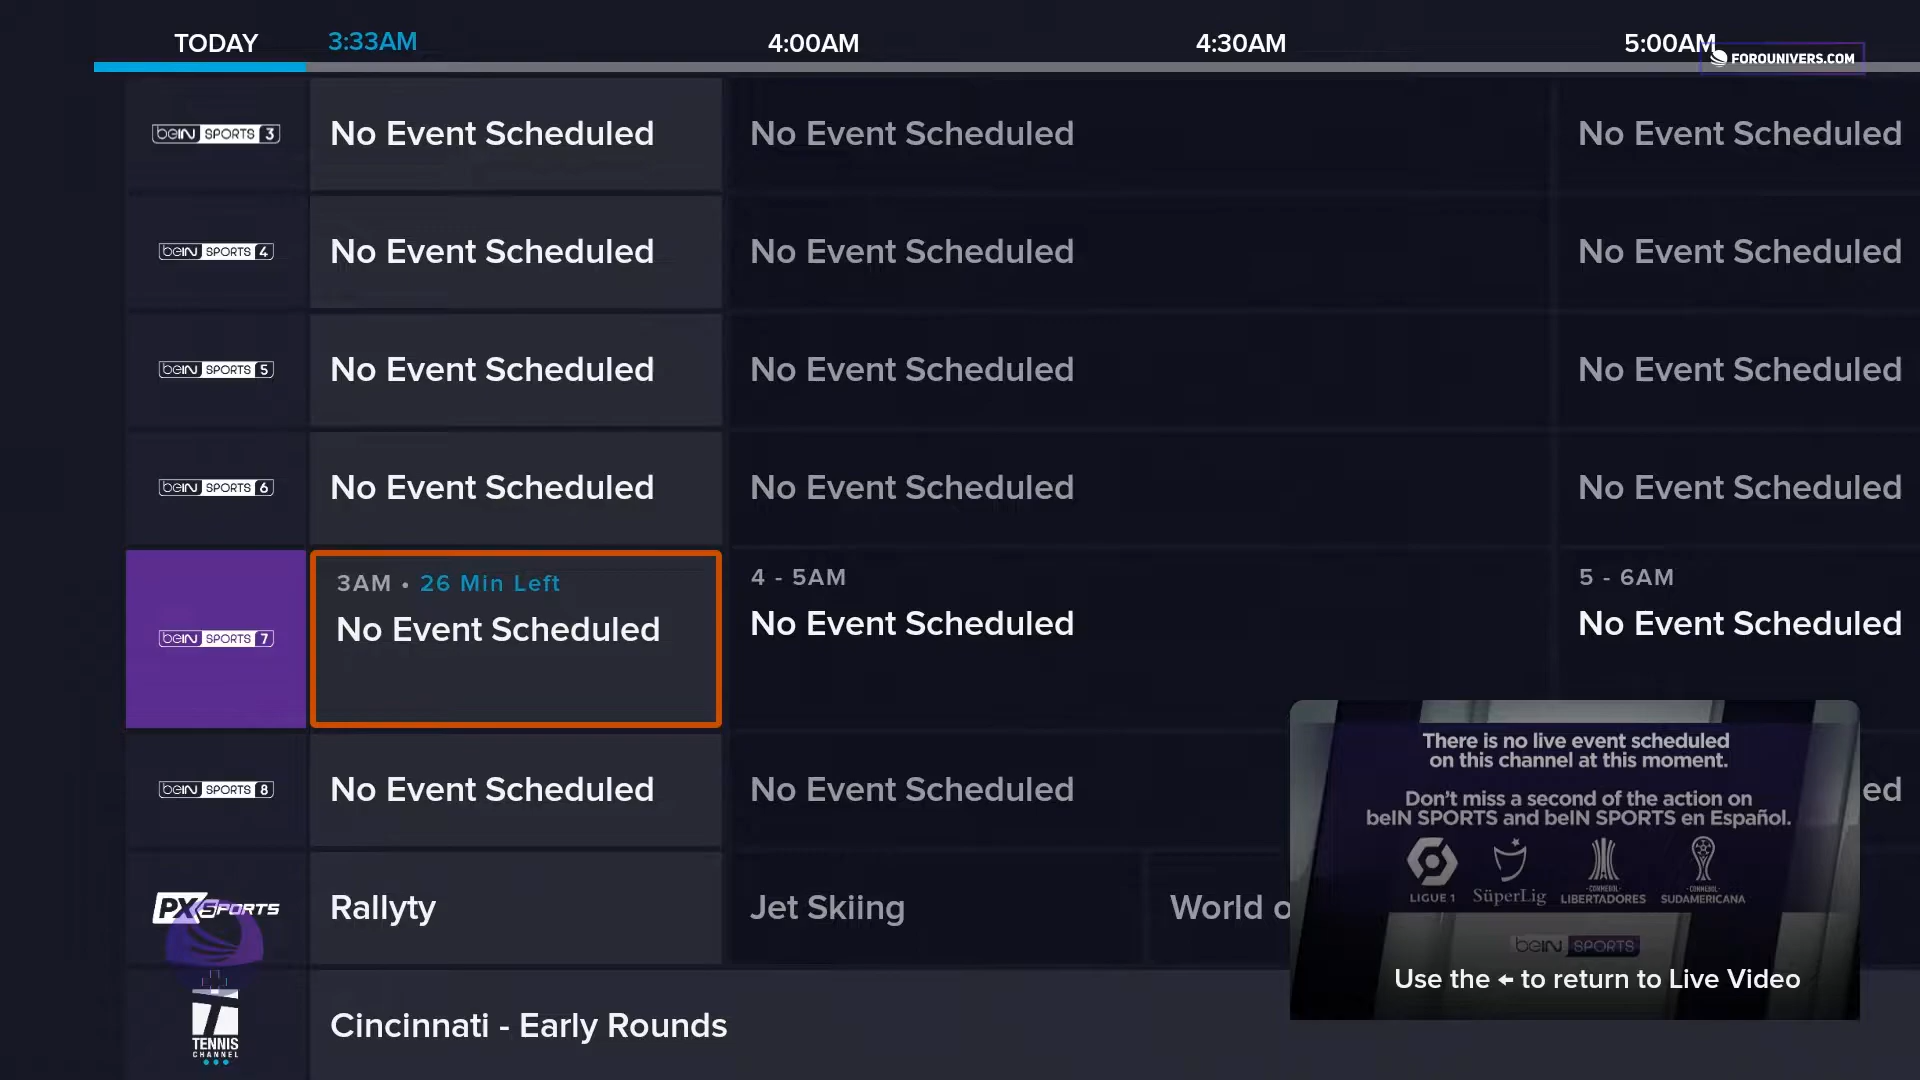 TODAY 3:33AM 4:00AM 4:30AM 5:00AM
FOROUNIVERS.COM
beIN SPORTS 3 No Event Scheduled No Event Scheduled No Event Scheduled
beIN SPORTS 4 No Event Scheduled No Event Scheduled No Event Scheduled
beIN SPORTS 5 No Event Scheduled No Event Scheduled No Event Scheduled
beIN SPORTS 6 No Event Scheduled No Event Scheduled No Event Scheduled
3AM • 26 Min Left 4 - 5AM 5 - 6AM
beIN SPORTS 7 No Event Scheduled No Event Scheduled No Event Scheduled
beIN SPORTS 8 No Event Scheduled No Event Scheduled ed
PX SPORTS Rallyty Jet Skiing World o
TENNIS CHANNEL Cincinnati - Early Rounds
There is no live event scheduled
on this channel at this moment.
Don't miss a second of the action on
beIN SPORTS and beIN SPORTS en Español.
LIGUE 1 SüperLig CONMEBOL LIBERTADORES CONMEBOL SUDAMERICANA
beIN SPORTS
Use the ← to return to Live Video